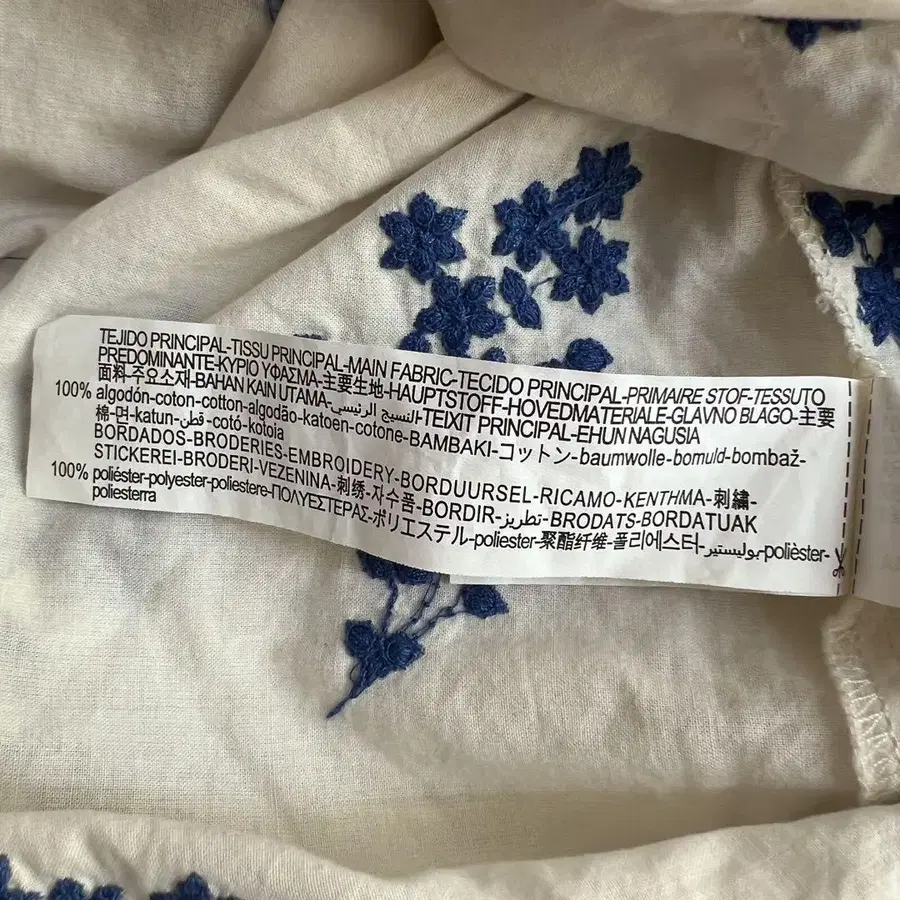 TEJIDO PRINCIPAL-TISSU PRINCIPAL-MAIN FABRIC-TECIDO PRINCIPAL-PRIMAIRE STOF-TESSUTO
PREDOMINANTE-ΚΥΡΙΟ ΥΦΑΣΜΑ-主要生地-HAUPTSTOFF-HOVEDMATERIALE-GLAVNO BLAGO-主要
面料-주요소재-BAHAN KAIN UTAMA-النسيج الرئيسي-TEIXIT PRINCIPAL-EHUN NAGUSIA
100% algodón-coton-cotton-algodão-katoen-cotone-ΒΑΜΒΑΚΙ-コットン-baumwolle-bomuld-bombaž-
棉-면-katun-قطن-cotó-kotoja
BORDADOS-BRODERIES-EMBROIDERY-BORDUURSEL-RICAMO-ΚΕΝΤΗΜΑ-刺繍-
STICKEREI-BRODERI-VEZENINA-刺绣-자수품-BORDIR-تطريز-BRODATS-BORDATUAK
100% poliéster-polyester-poliestere-ΠΟΛΥΕΣΤΕΡΑΣ-ポリエステル-poliester-聚酯纤维-폴리에스터-بوليستير-polièster-
poliesterra